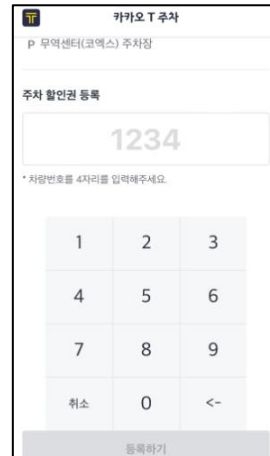 카카오 T 주차
P 무역센터(코엑스) 주차장
주차 할인권 등록
1234
* 차량번호를 4자리를 입력해주세요.
1 2 3
4 5 6
7 8 9
취소 0 <-
등록하기